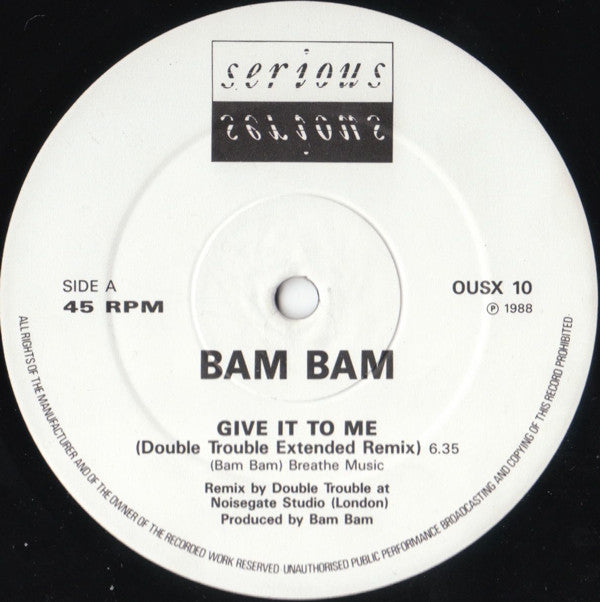 serious
serious
SIDE A
45 RPM
OUSX 10
℗ 1988
BAM BAM
GIVE IT TO ME
(Double Trouble Extended Remix) 6.35
(Bam Bam) Breathe Music
Remix by Double Trouble at
Noisegate Studio (London)
Produced by Bam Bam
ALL RIGHTS OF THE MANUFACTURER AND OF THE OWNER OF THE RECORDED WORK RESERVED UNAUTHORISED PUBLIC PERFORMANCE BROADCASTING AND COPYING OF THIS RECORD PROHIBITED